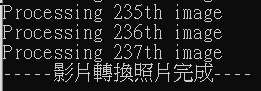 Processing 235th image
Processing 236th image
Processing 237th image
-----影片轉換照片完成----